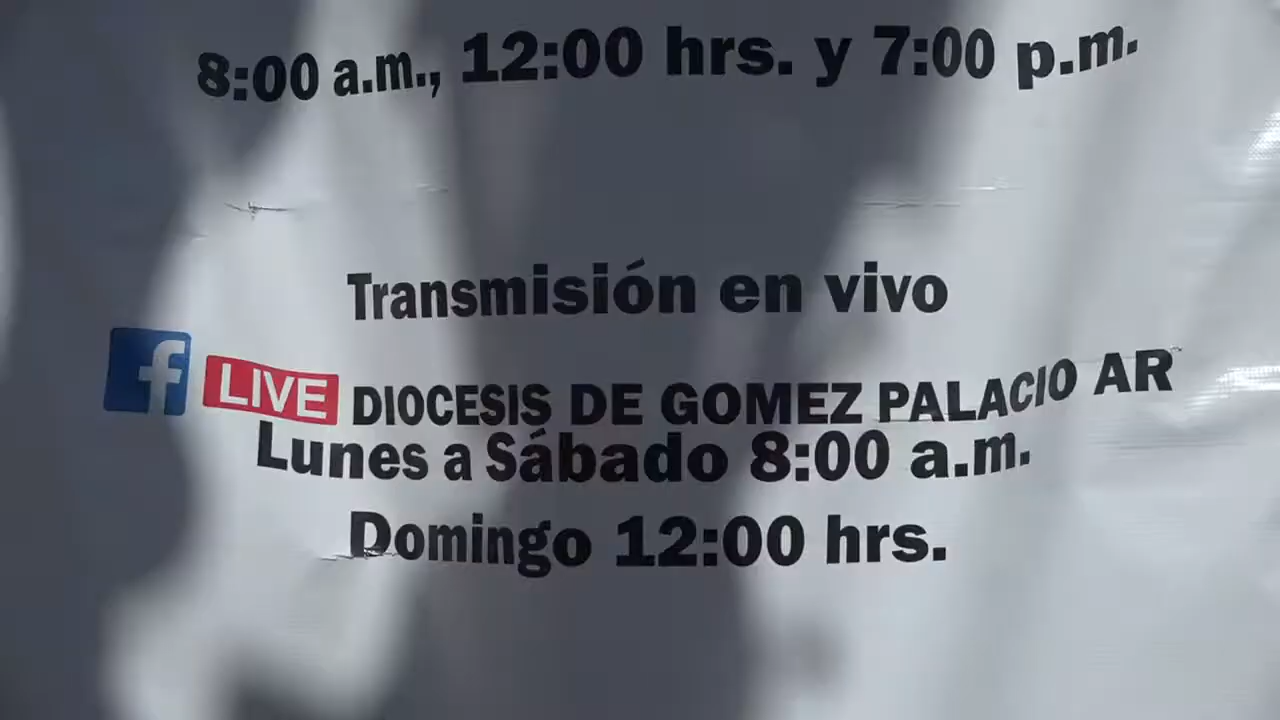 8:00 a.m., 12:00 hrs. y 7:00 p.m.
Transmisión en vivo
f LIVE DIOCESIS DE GOMEZ PALACIO AR
Lunes a Sábado 8:00 a.m.
Domingo 12:00 hrs.